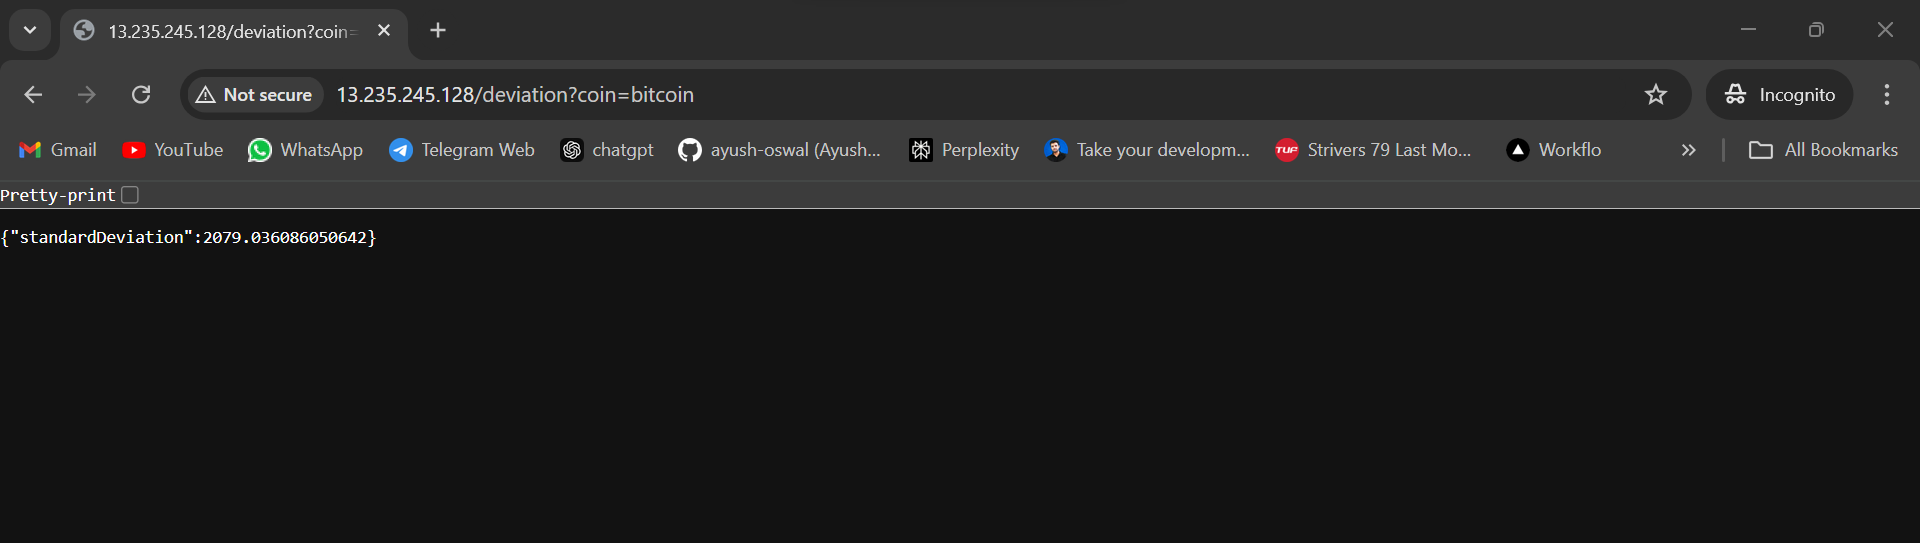 13.235.245.128/deviation?coin=
Not secure 13.235.245.128/deviation?coin=bitcoin Incognito
Gmail YouTube WhatsApp Telegram Web chatgpt ayush-oswal (Ayush... Perplexity Take your developm... TUF Strivers 79 Last Mo... Workflo » All Bookmarks
Pretty-print
{"standardDeviation":2079.036086050642}